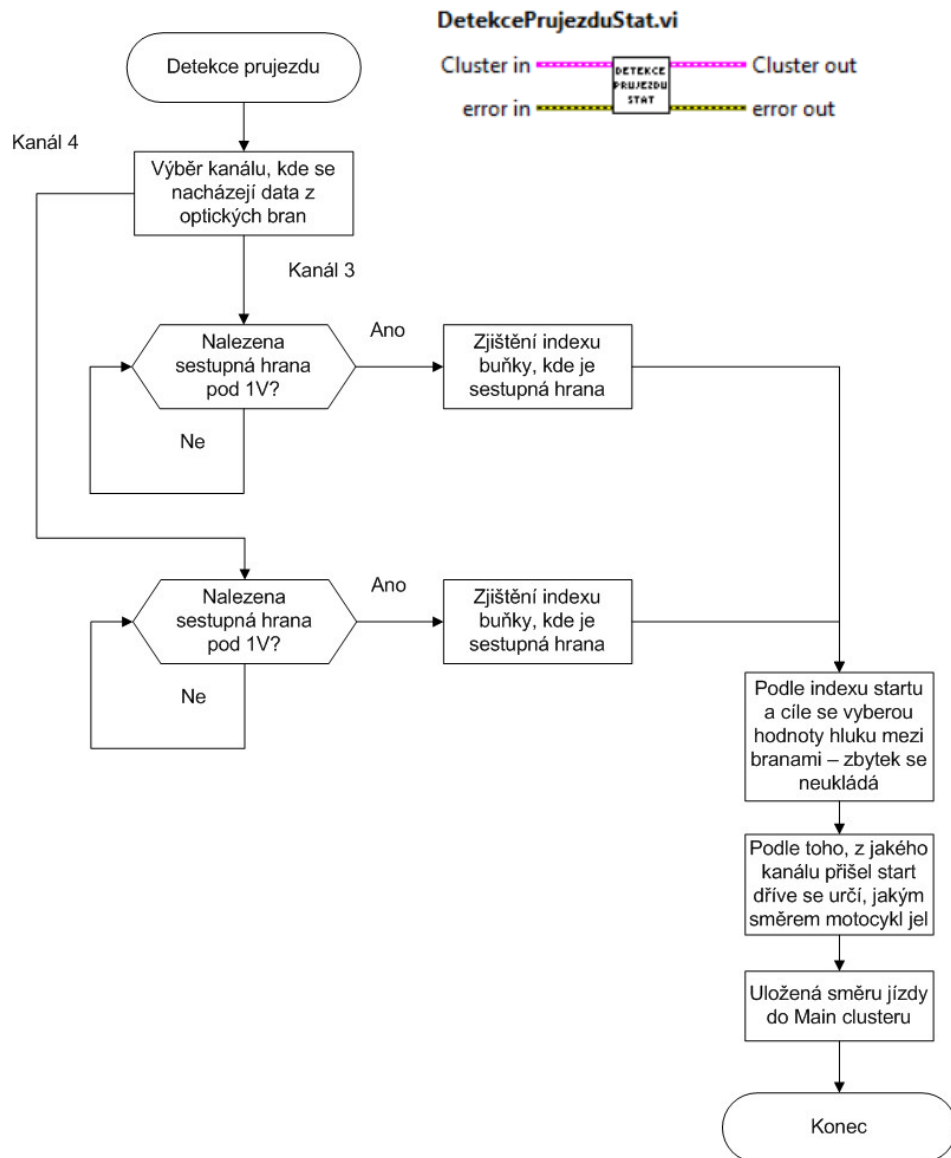 DetekcePrujezduStat.vi
Cluster in
DETEKCE
PRUJEZDU
STAT
Cluster out
error in
error out
Detekce prujezdu
Kanál 4
Výběr kanálu, kde se
nacházejí data z
optických bran
Kanál 3
Nalezena
sestupná hrana
pod 1V?
Ano
Zjištění indexu
buňky, kde je
sestupná hrana
Ne
Nalezena
sestupná hrana
pod 1V?
Ano
Zjištění indexu
buňky, kde je
sestupná hrana
Ne
Podle indexu startu
a cíle se vyberou
hodnoty hluku mezi
branami – zbytek se
neukládá
Podle toho, z jakého
kanálu přišel start
dříve se určí, jakým
směrem motocykl jel
Uložená směru jízdy
do Main clusteru
Konec